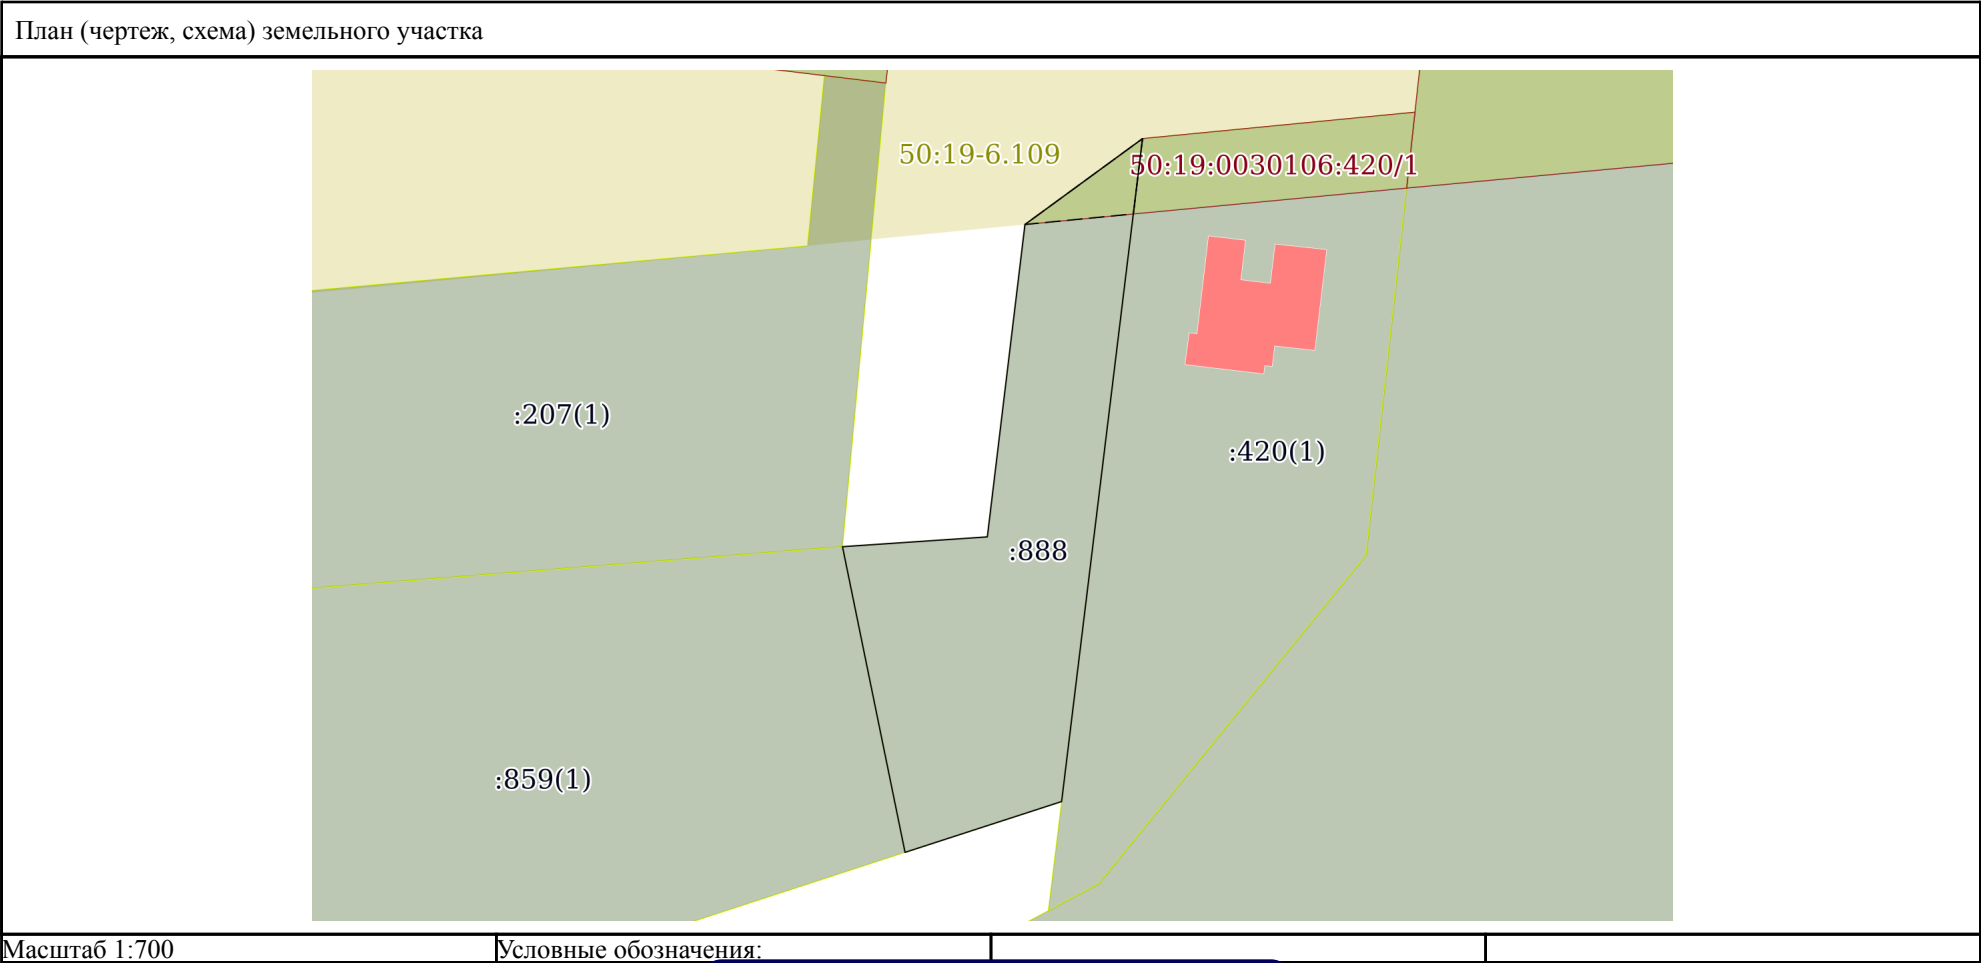 План (чертеж, схема) земельного участка
50:19-6.109
50:19:0030106:420/1
:207(1)
:420(1)
:888
:859(1)
Масштаб 1:700
Условные обозначения: